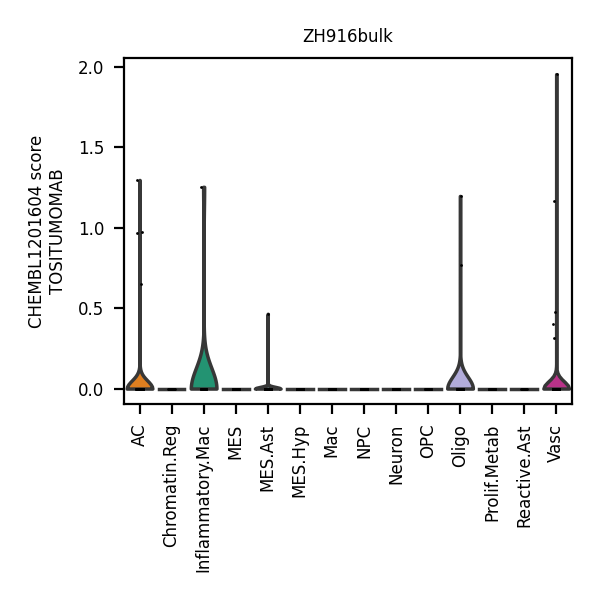 ZH916bulk
CHEMBL1201604 score
TOSITUMOMAB
2.0
1.5
1.0
0.5
0.0
AC
Chromatin.Reg
Inflammatory.Mac
MES
MES.Ast
MES.Hyp
Mac
NPC
Neuron
OPC
Oligo
Prolif.Metab
Reactive.Ast
Vasc